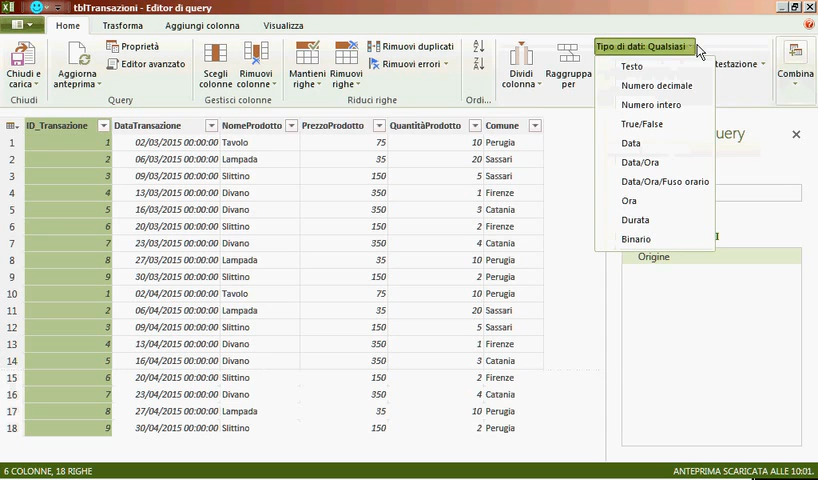 tblTransazioni - Editor di query
Home Trasforma Aggiungi colonna Visualizza
Chiudi e carica Chiudi
Aggiorna anteprima Proprietà Editor avanzato Query
Scegli colonne Rimuovi colonne Gestisci colonne
Mantieni righe Rimuovi righe Rimuovi duplicati Rimuovi errori Riduci righe
Ordi...
Dividi colonna Raggruppa per
Tipo di dati: Qualsiasi
testazione
Combina
Testo
Numero decimale
Numero intero
True/False
Data
Data/Ora
Data/Ora/Fuso orario
Ora
Durata
Binario
uery
I
Origine
ID_Transazione DataTransazione NomeProdotto PrezzoProdotto QuantitàProdotto Comune
1 1 02/03/2015 00:00:00 Tavolo 75 10 Perugia
2 2 06/03/2015 00:00:00 Lampada 35 20 Sassari
3 3 09/03/2015 00:00:00 Slittino 150 5 Sassari
4 4 13/03/2015 00:00:00 Divano 350 1 Firenze
5 5 16/03/2015 00:00:00 Divano 350 3 Catania
6 6 20/03/2015 00:00:00 Slittino 150 2 Firenze
7 7 23/03/2015 00:00:00 Divano 350 4 Catania
8 8 27/03/2015 00:00:00 Lampada 35 10 Perugia
9 9 30/03/2015 00:00:00 Slittino 150 2 Perugia
10 1 02/04/2015 00:00:00 Tavolo 75 10 Perugia
11 2 06/04/2015 00:00:00 Lampada 35 20 Sassari
12 3 09/04/2015 00:00:00 Slittino 150 5 Sassari
13 4 13/04/2015 00:00:00 Divano 350 1 Firenze
14 5 16/04/2015 00:00:00 Divano 350 3 Catania
15 6 20/04/2015 00:00:00 Slittino 150 2 Firenze
16 7 23/04/2015 00:00:00 Divano 350 4 Catania
17 8 27/04/2015 00:00:00 Lampada 35 10 Perugia
18 9 30/04/2015 00:00:00 Slittino 150 2 Perugia
6 COLONNE, 18 RIGHE ANTEPRIMA SCARICATA ALLE 10:01.